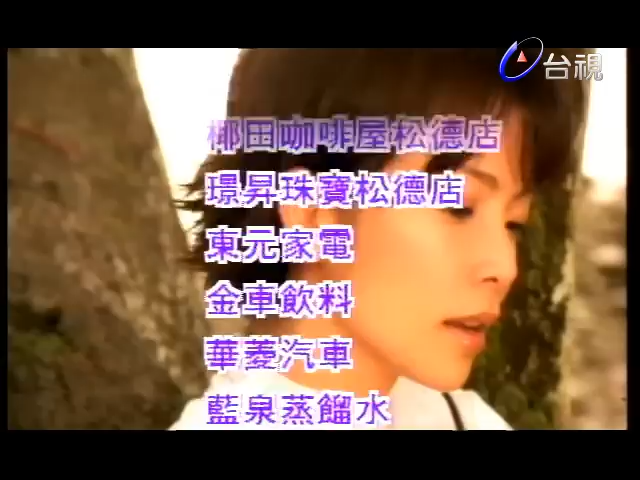 台視
椰田咖啡屋松德店
璟昇珠寶松德店
東元家電
金車飲料
華菱汽車
藍泉蒸餾水